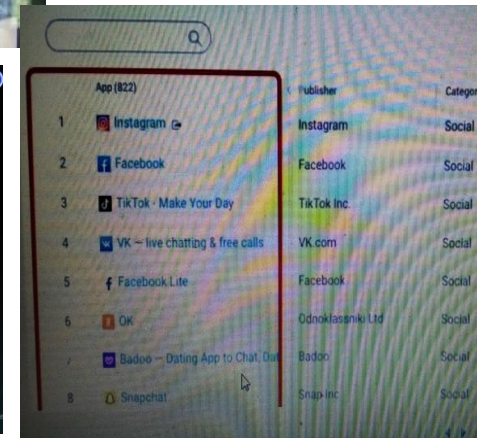 App (822) Publisher Categor
1 Instagram Instagram Social
2 Facebook Facebook Social
3 TikTok - Make Your Day TikTok Inc. Social
4 VK — live chatting & free calls VK.com Social
5 Facebook Lite Facebook Social
6 OK Odnoklassniki Ltd Social
7 Badoo — Dating App to Chat, Dat Badoo Social
8 Snapchat Snap Inc Social